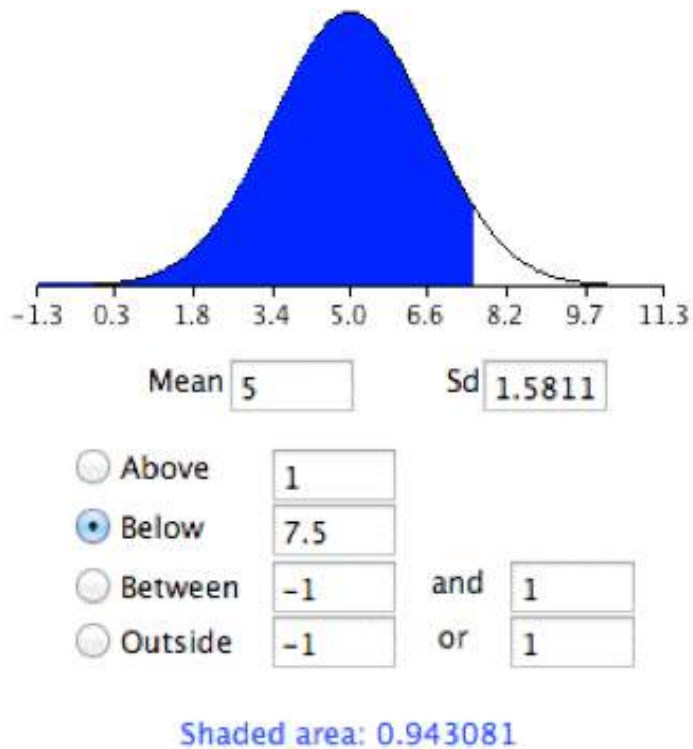 -1.3 0.3 1.8 3.4 5.0 6.6 8.2 9.7 11.3
Mean 5 Sd 1.5811
Above 1
Below 7.5
Between -1 and 1
Outside -1 or 1
Shaded area: 0.943081